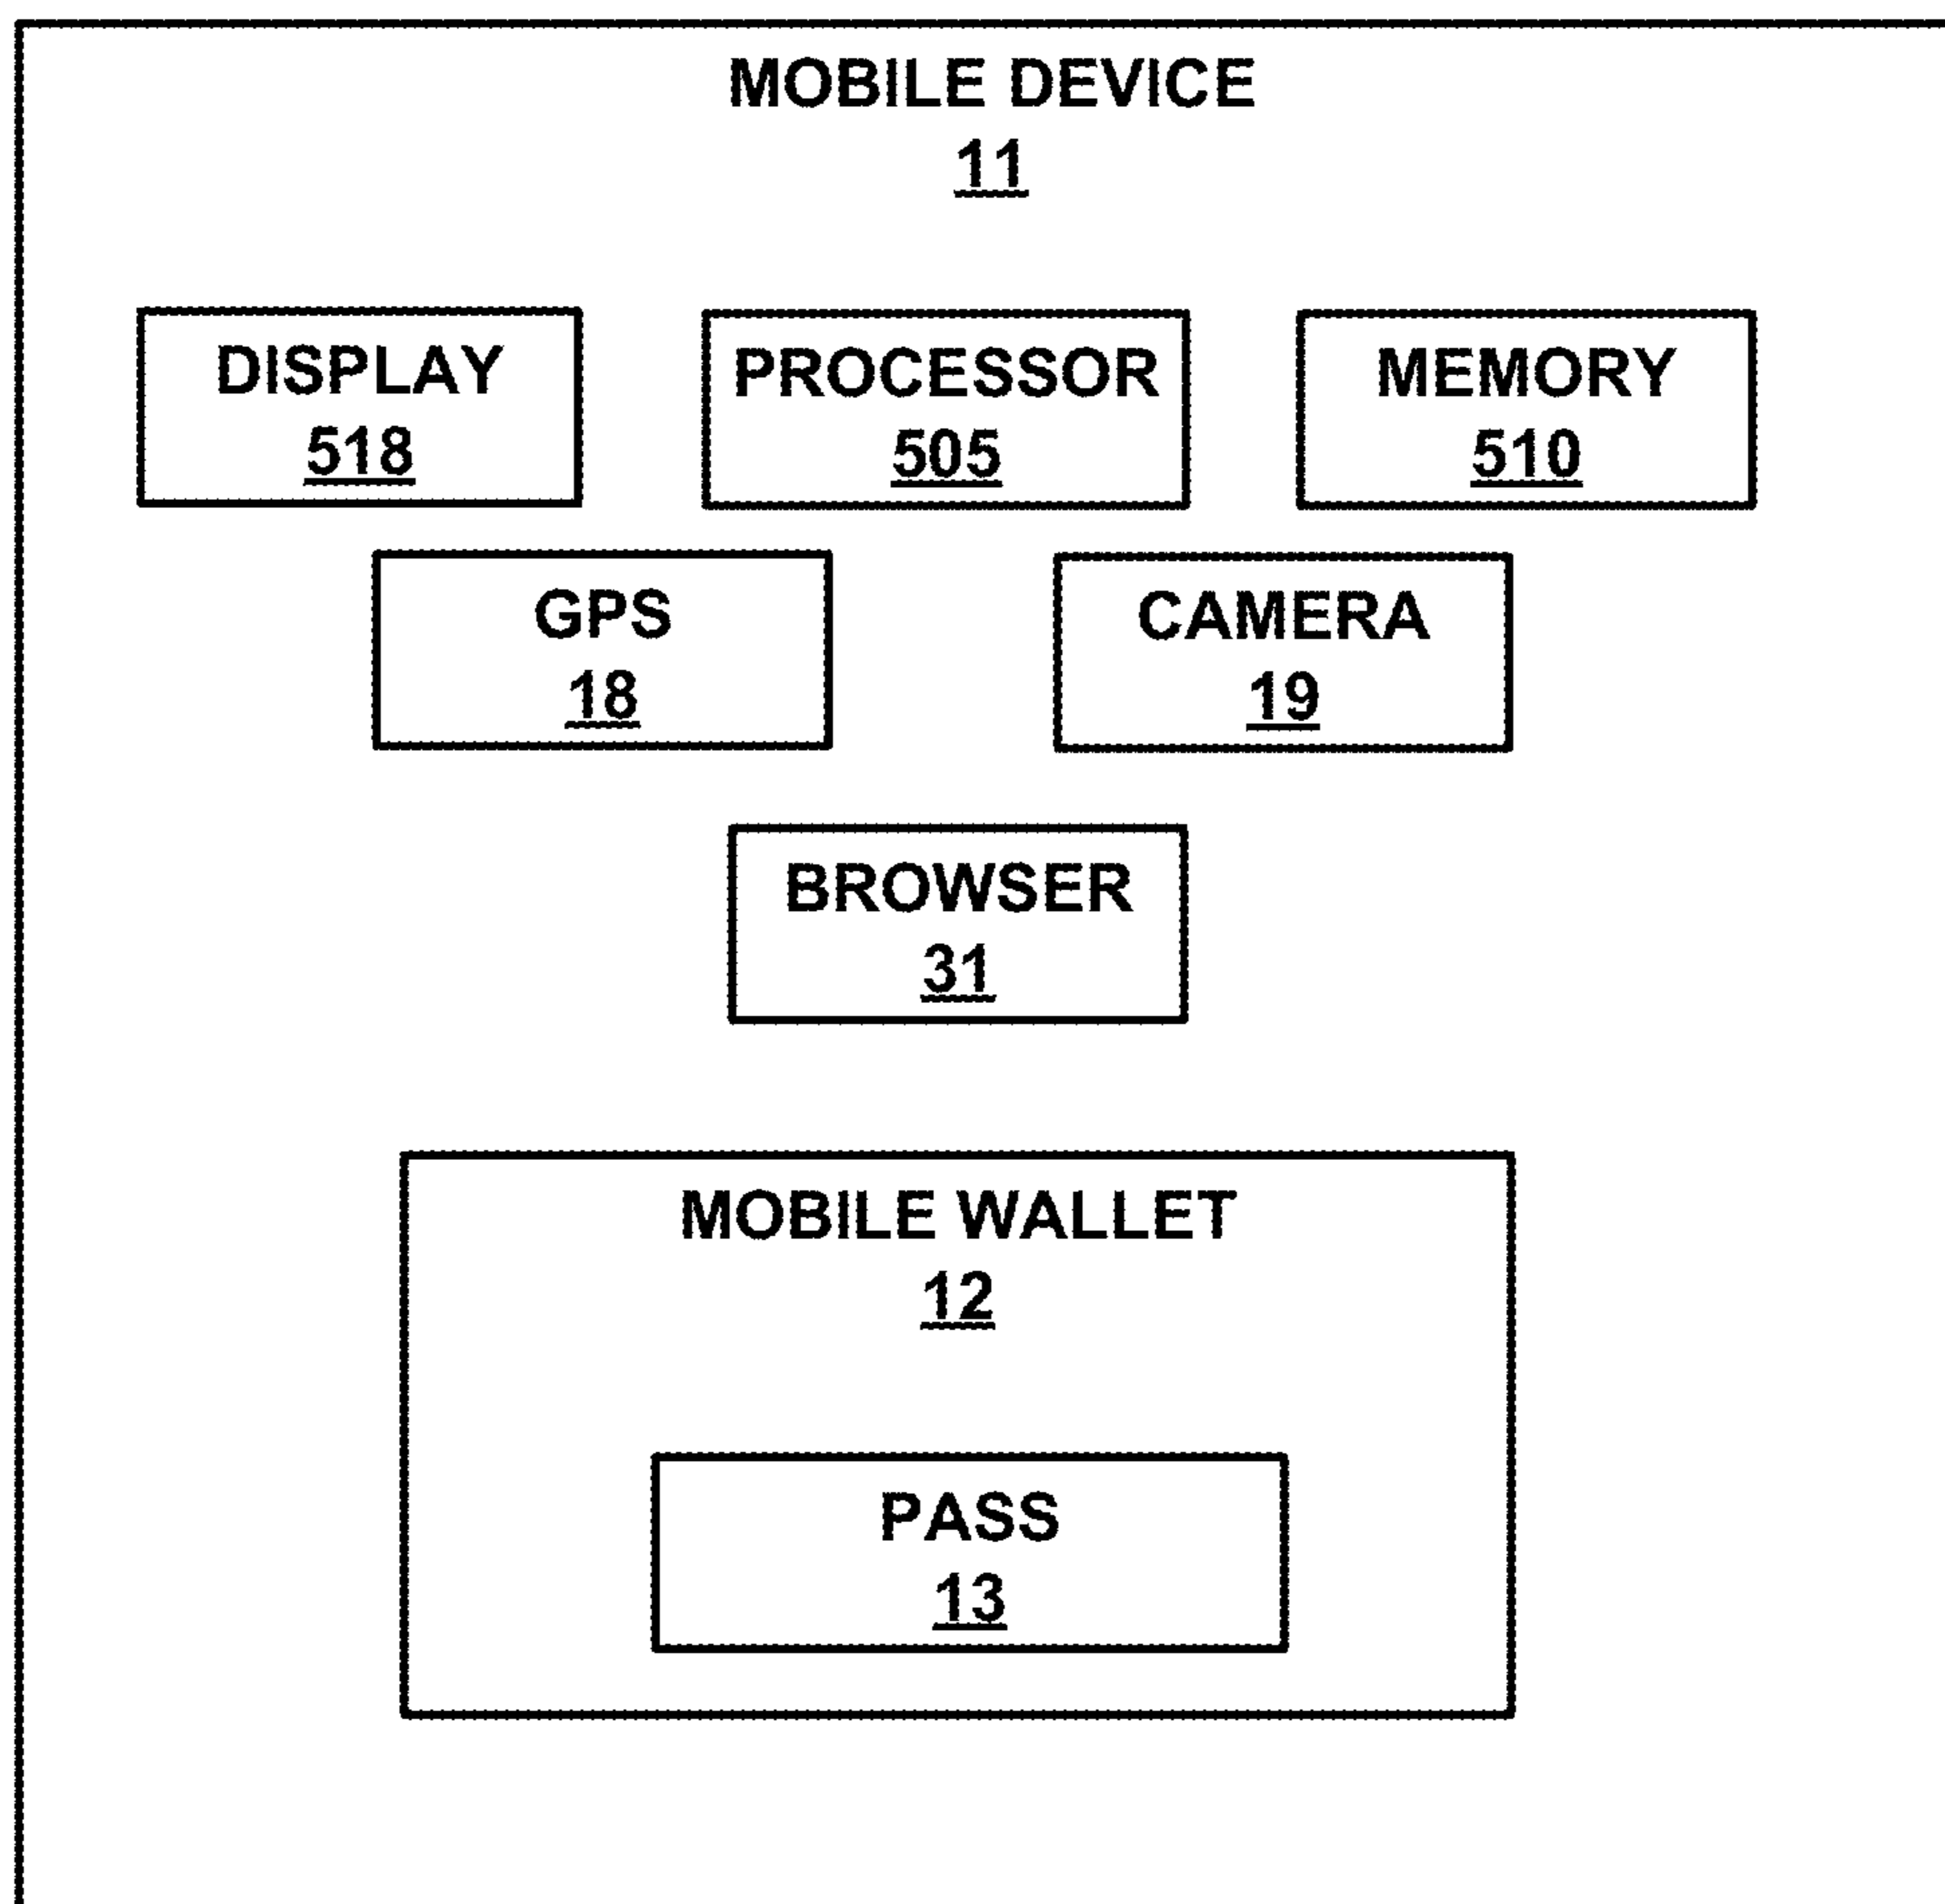 MOBILE DEVICE
11
DISPLAY
518
PROCESSOR
505
MEMORY
510
GPS
18
CAMERA
19
BROWSER
31
MOBILE WALLET
12
PASS
13